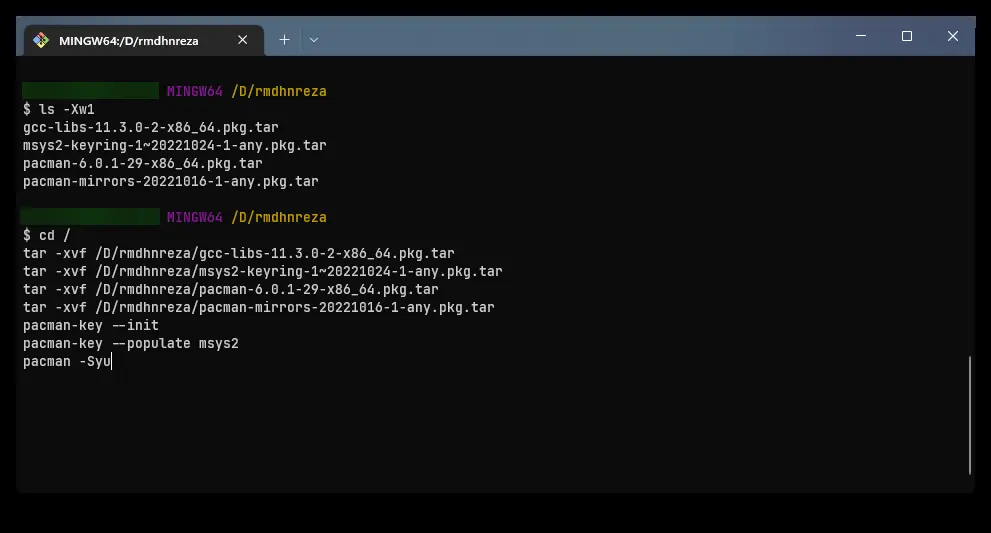 MINGW64:/D/rmdhnreza
MINGW64 /D/rmdhnreza
$ ls -Xw1
gcc-libs-11.3.0-2-x86_64.pkg.tar
msys2-keyring-1~20221024-1-any.pkg.tar
pacman-6.0.1-29-x86_64.pkg.tar
pacman-mirrors-20221016-1-any.pkg.tar
MINGW64 /D/rmdhnreza
$ cd /
tar -xvf /D/rmdhnreza/gcc-libs-11.3.0-2-x86_64.pkg.tar
tar -xvf /D/rmdhnreza/msys2-keyring-1~20221024-1-any.pkg.tar
tar -xvf /D/rmdhnreza/pacman-6.0.1-29-x86_64.pkg.tar
tar -xvf /D/rmdhnreza/pacman-mirrors-20221016-1-any.pkg.tar
pacman-key --init
pacman-key --populate msys2
pacman -Syu